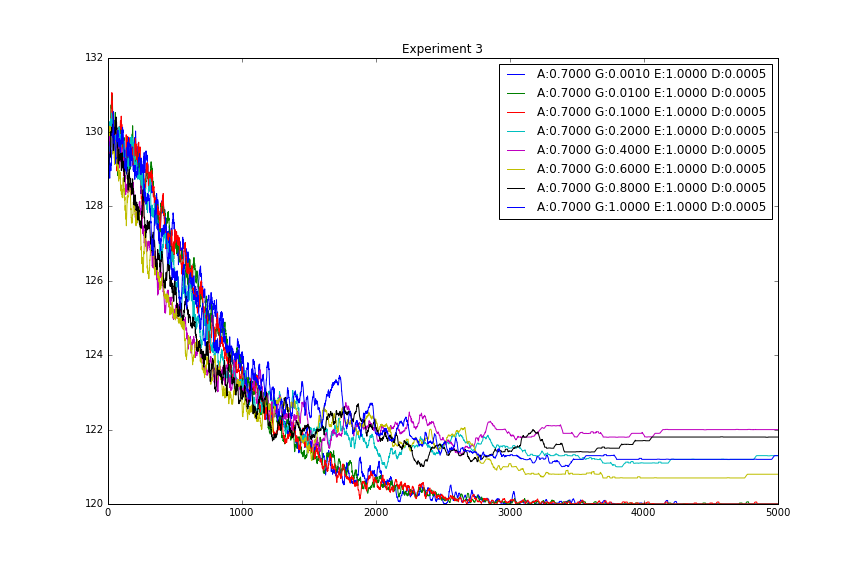 Experiment 3
132
130
128
126
124
122
120
0
1000
2000
3000
4000
5000
A:0.7000 G:0.0010 E:1.0000 D:0.0005
A:0.7000 G:0.0100 E:1.0000 D:0.0005
A:0.7000 G:0.1000 E:1.0000 D:0.0005
A:0.7000 G:0.2000 E:1.0000 D:0.0005
A:0.7000 G:0.4000 E:1.0000 D:0.0005
A:0.7000 G:0.6000 E:1.0000 D:0.0005
A:0.7000 G:0.8000 E:1.0000 D:0.0005
A:0.7000 G:1.0000 E:1.0000 D:0.0005